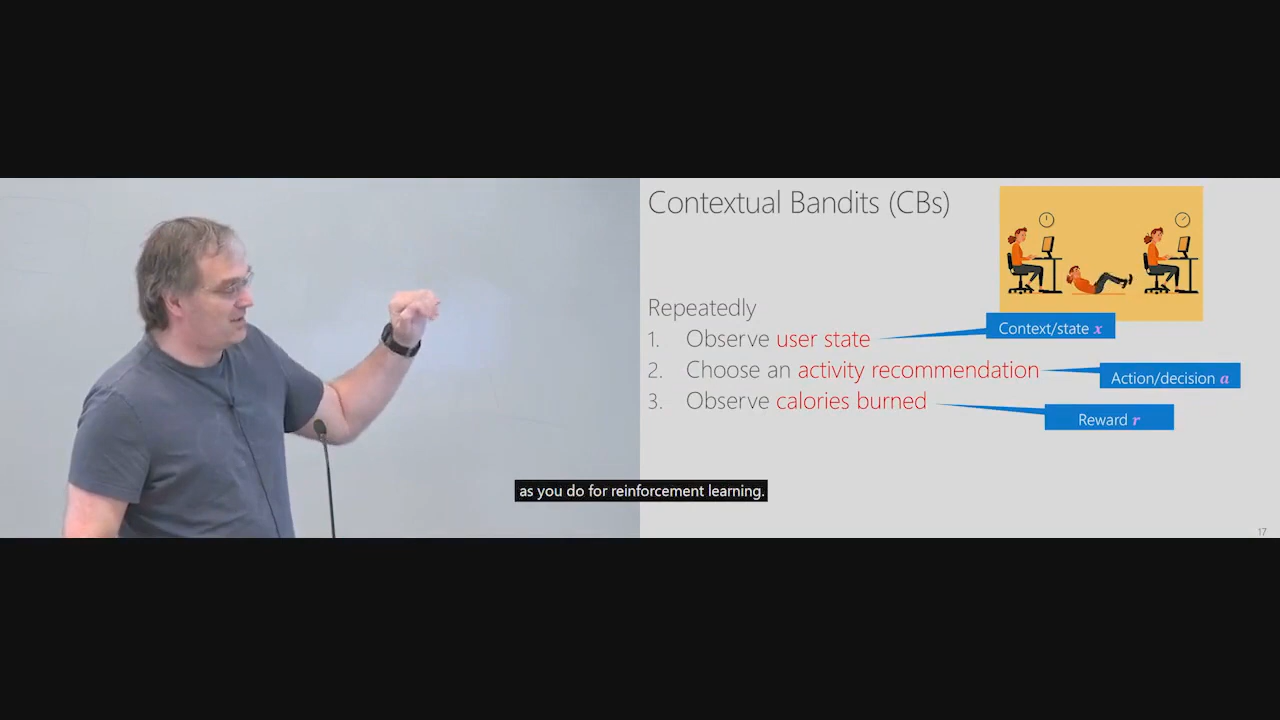 Contextual Bandits (CBs)
Repeatedly
1. Observe user state
Context/state x
2. Choose an activity recommendation
Action/decision a
3. Observe calories burned
Reward r
as you do for reinforcement learning.
17